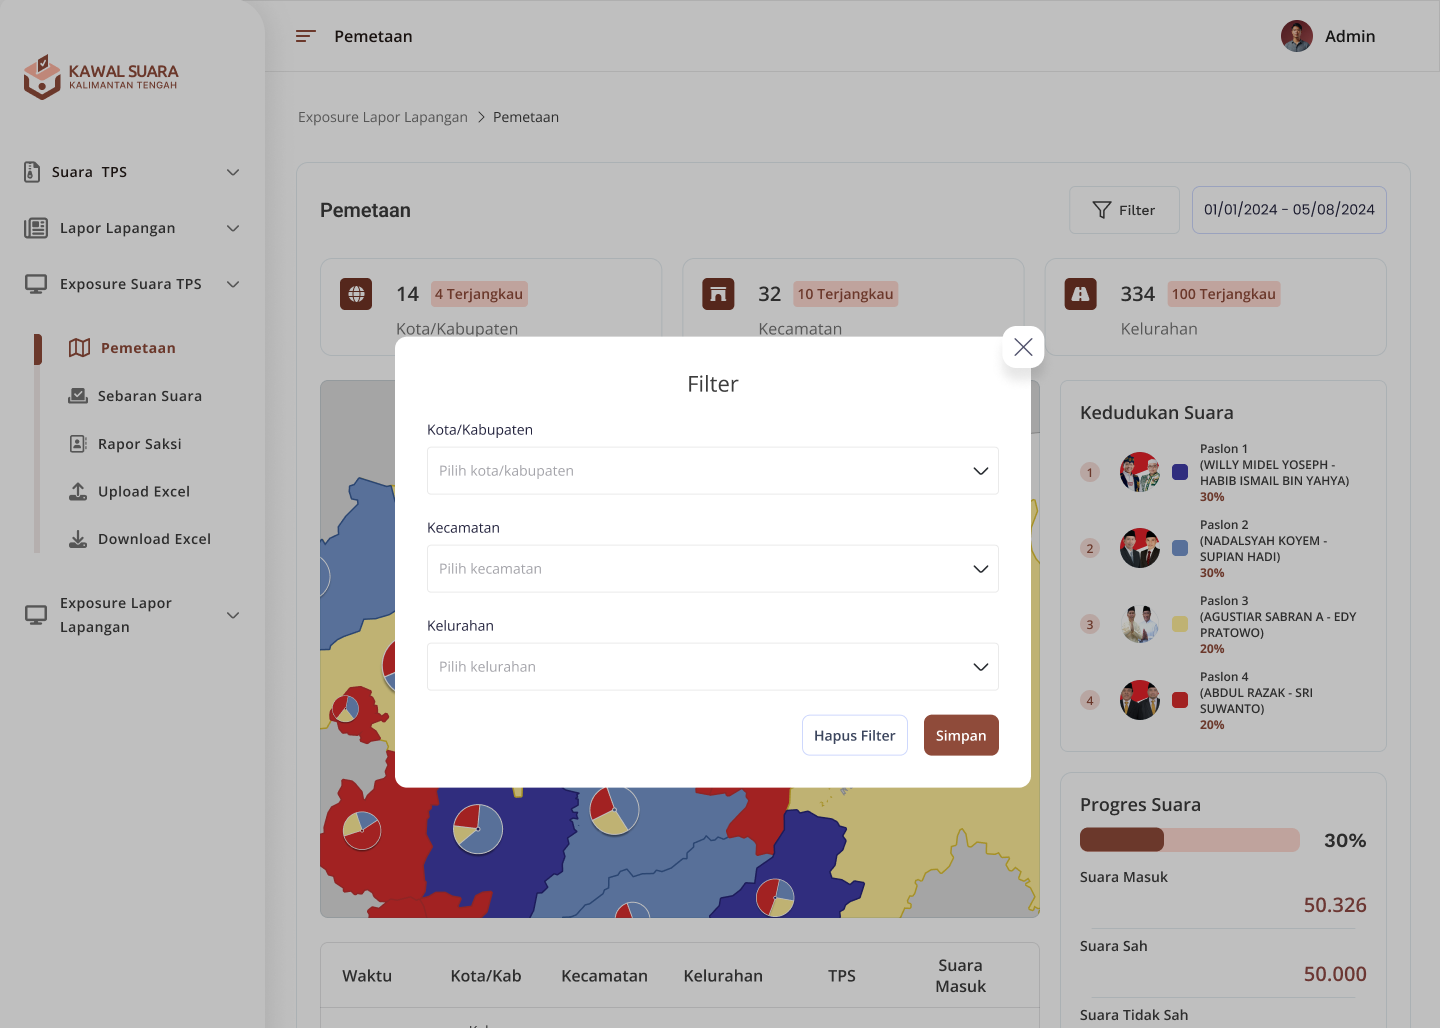 KAWAL SUARA
KALIMANTAN TENGAH
Pemetaan
Admin
Exposure Lapor Lapangan > Pemetaan
Suara TPS
Lapor Lapangan
Exposure Suara TPS
Pemetaan
Sebaran Suara
Rapor Saksi
Upload Excel
Download Excel
Exposure Lapor
Lapangan
Pemetaan
Filter
01/01/2024 - 05/08/2024
14 4 Terjangkau
Kota/Kabupaten
32 10 Terjangkau
Kecamatan
334 100 Terjangkau
Kelurahan
Filter
Kota/Kabupaten
Pilih kota/kabupaten
Kecamatan
Pilih kecamatan
Kelurahan
Pilih kelurahan
Hapus Filter
Simpan
Kedudukan Suara
1
Paslon 1
(WILLY MIDEL YOSEPH -
HABIB ISMAIL BIN YAHYA)
30%
2
Paslon 2
(NADALSYAH KOYEM -
SUPIAN HADI)
30%
3
Paslon 3
(AGUSTIAR SABRAN A - EDY
PRATOWO)
20%
4
Paslon 4
(ABDUL RAZAK - SRI
SUWANTO)
20%
Progres Suara
30%
Suara Masuk
50.326
Suara Sah
50.000
Suara Tidak Sah
Waktu
Kota/Kab
Kecamatan
Kelurahan
TPS
Suara
Masuk